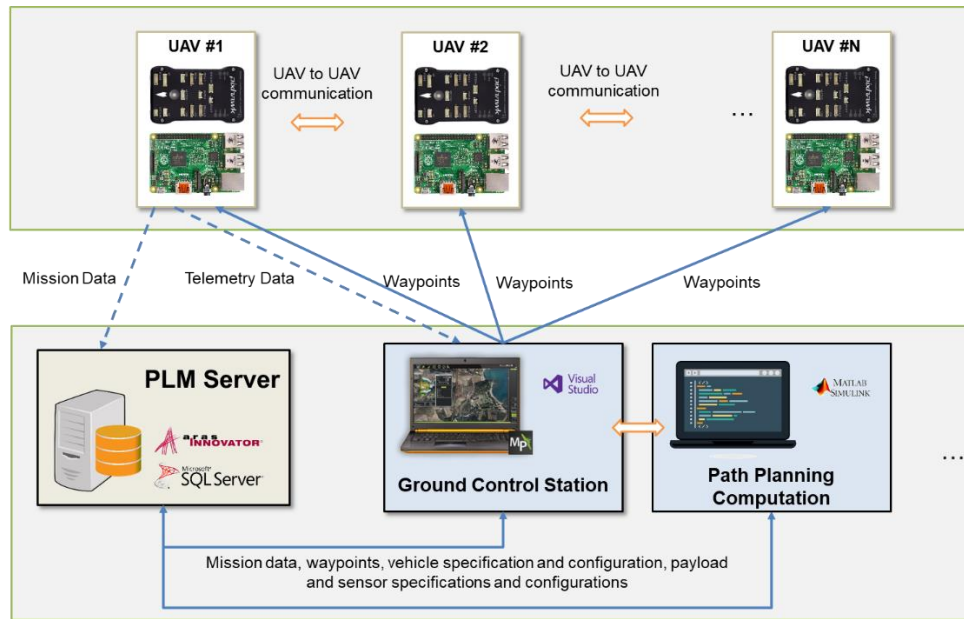 UAV #1
UAV #2
UAV #N
UAV to UAV
communication
UAV to UAV
communication
...
Mission Data
Telemetry Data
Waypoints
Waypoints
Waypoints
PLM Server
aras
INNOVATOR
Microsoft
SQL Server
Visual
Studio
Mp
Ground Control Station
MATLAB
SIMULINK
Path Planning
Computation
...
Mission data, waypoints, vehicle specification and configuration, payload
and sensor specifications and configurations